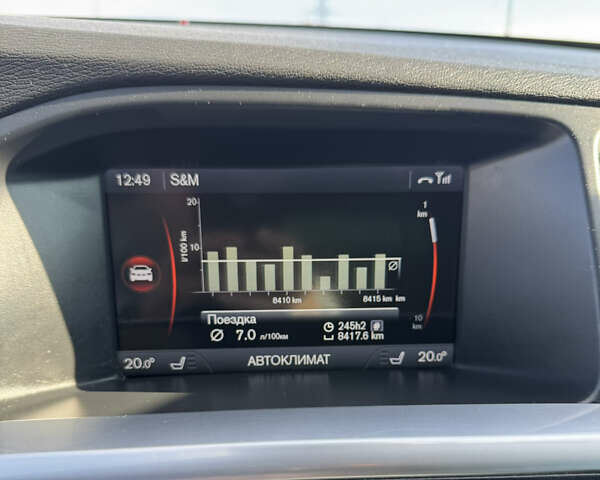 12:49 S&M
20
10
l/100 km
1 km
10 km
8410 km 8415 km km
Поездка
Ø 7.0 л/100км 245h2
8417.6 km
20.0° АВТОКЛИМАТ 20.0°